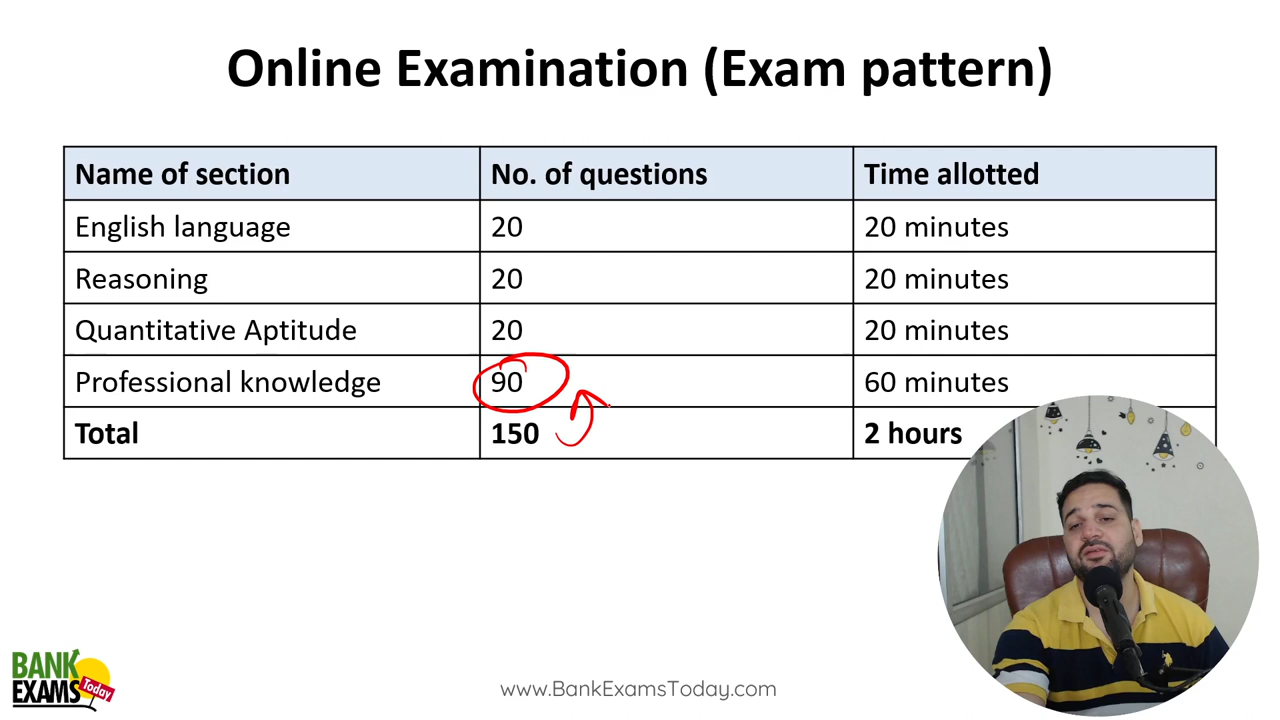 Online Examination (Exam pattern)
Name of section No. of questions Time allotted
English language 20 20 minutes
Reasoning 20 20 minutes
Quantitative Aptitude 20 20 minutes
Professional knowledge 90 60 minutes
Total 150 2 hours
BANK
EXAMS Today
www.BankExamsToday.com